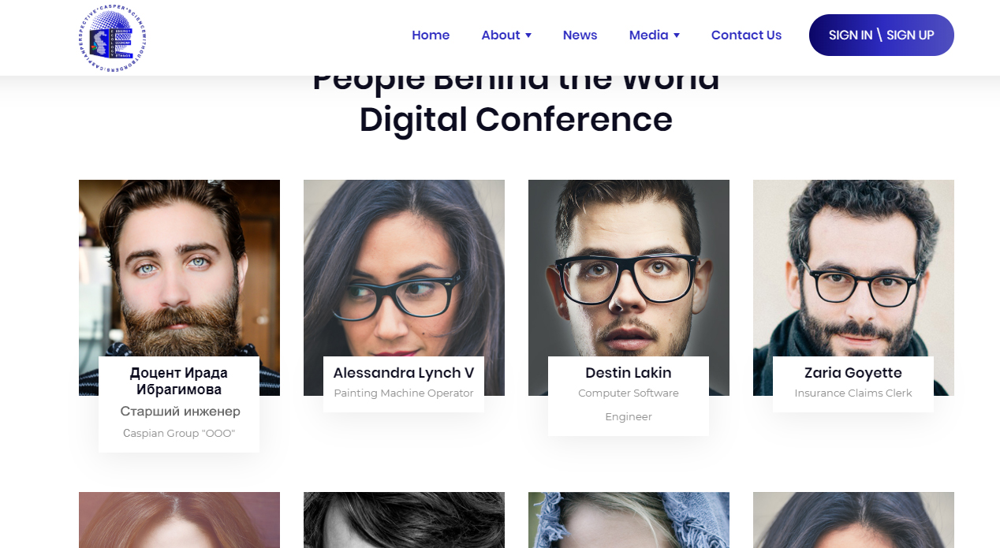 Home
About
News
Media
Contact Us
SIGN IN \ SIGN UP
People Behind the World
Digital Conference
Доцент Ирада
Ибрагимова
Старший инженер
Caspian Group "OOO"
Alessandra Lynch V
Painting Machine Operator
Destin Lakin
Computer Software
Engineer
Zaria Goyette
Insurance Claims Clerk